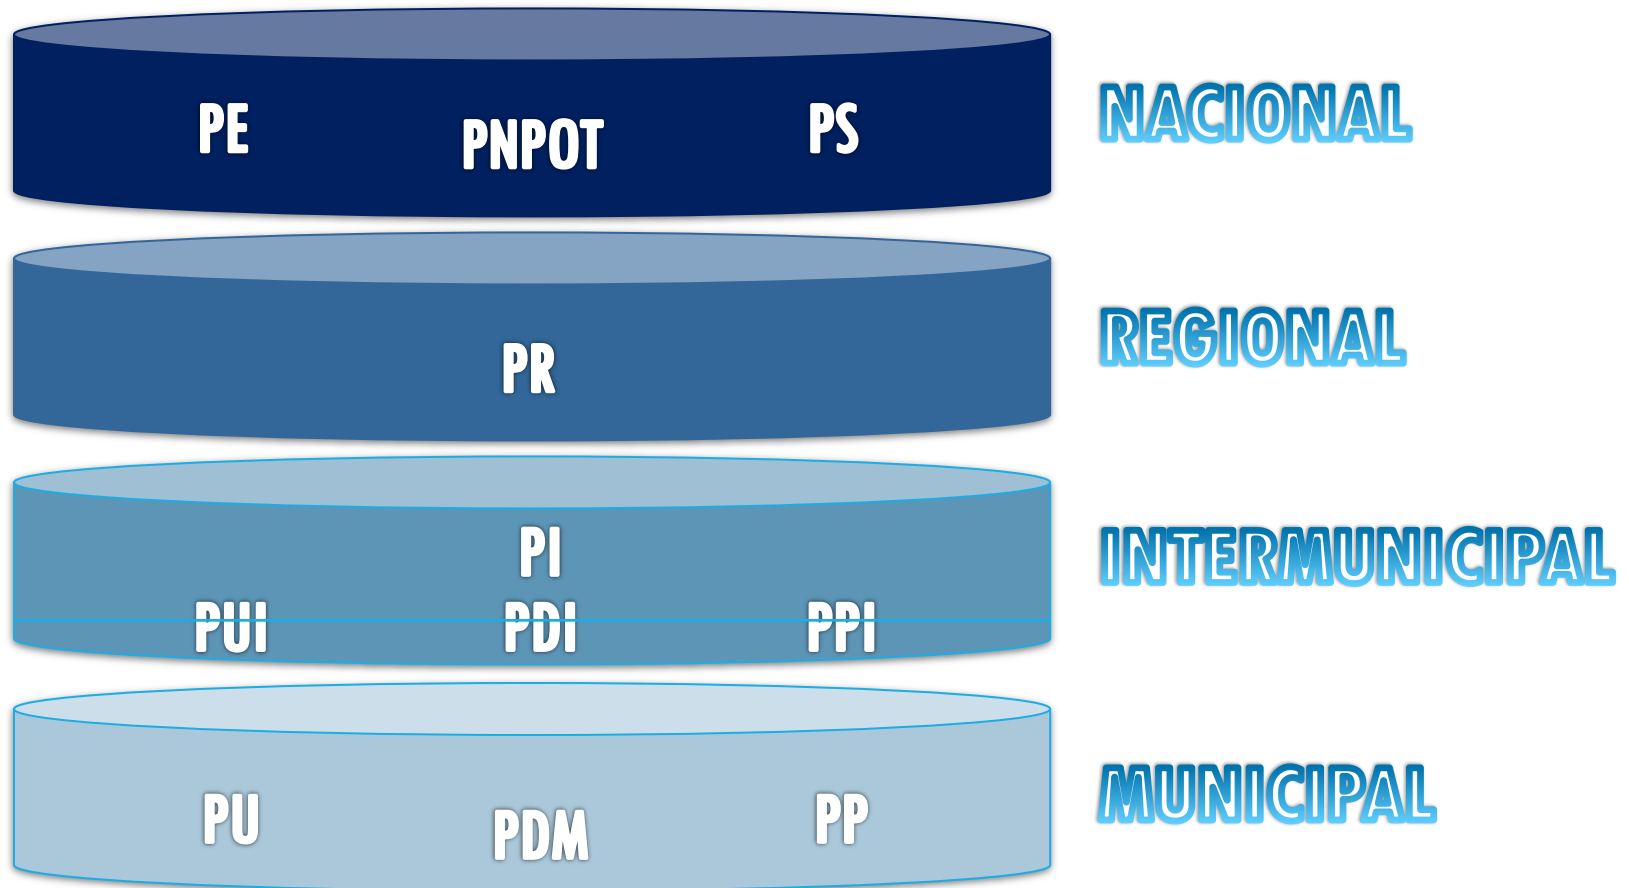 PE PNPOT PS NACIONAL
PR REGIONAL
PI INTERMUNICIPAL
PUI PDI PPI
PU PDM PP MUNICIPAL